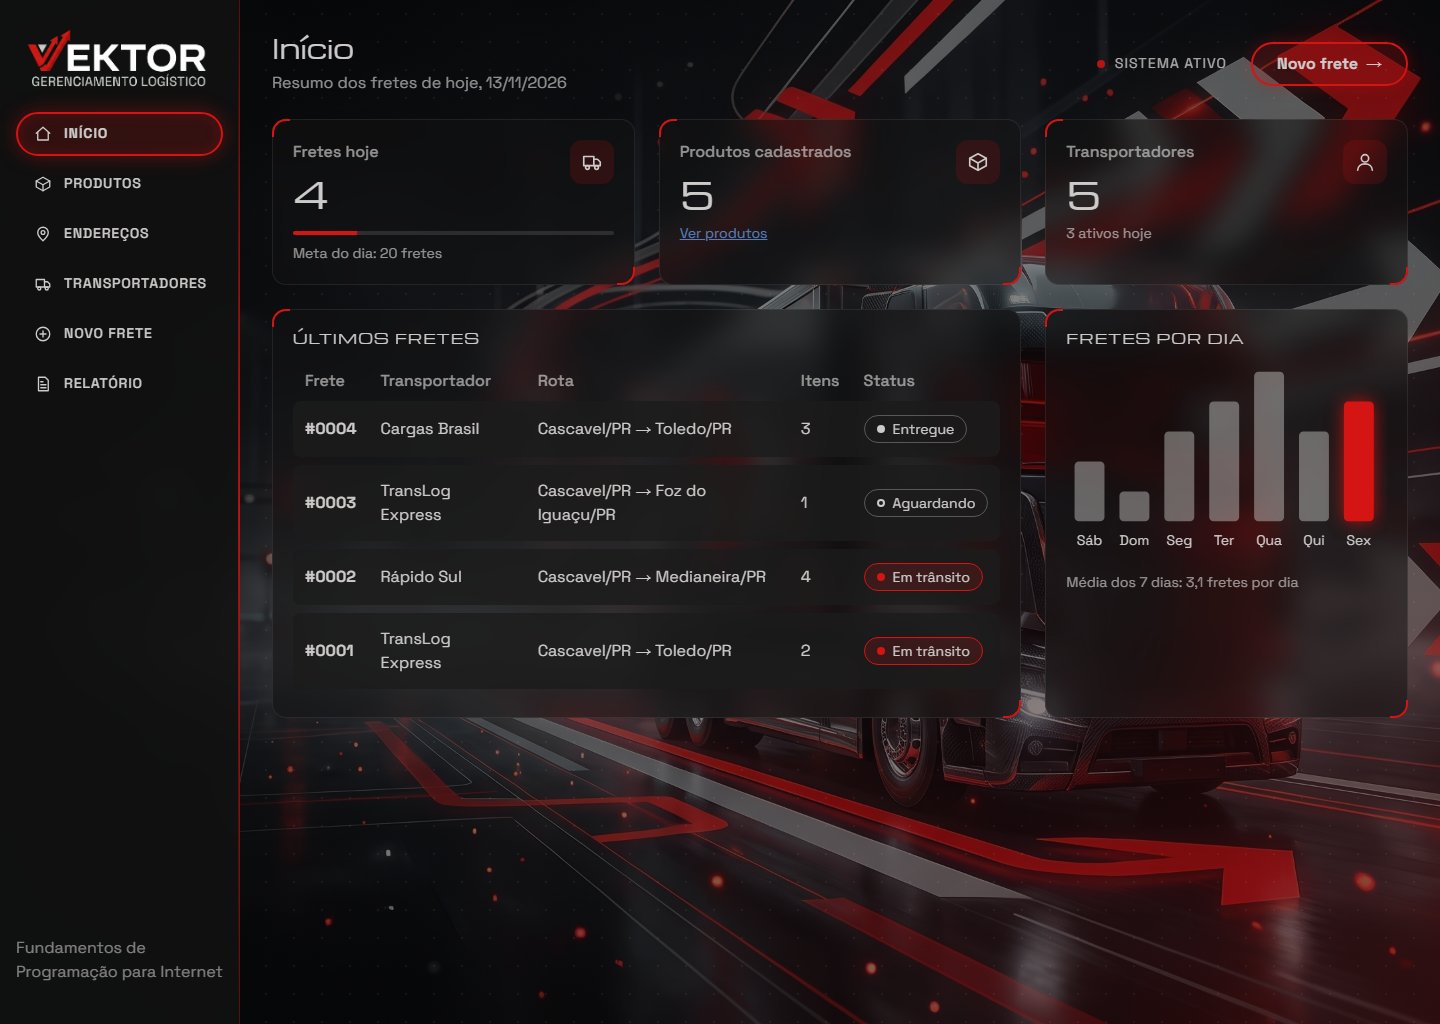 VEKTOR
GERENCIAMENTO LOGÍSTICO
INÍCIO
PRODUTOS
ENDEREÇOS
TRANSPORTADORES
NOVO FRETE
RELATÓRIO
Fundamentos de
Programação para Internet
Início
Resumo dos fretes de hoje, 13/11/2026
SISTEMA ATIVO
Novo frete →
Fretes hoje
4
Meta do dia: 20 fretes
Produtos cadastrados
5
Ver produtos
Transportadores
5
3 ativos hoje
ÚLTIMOS FRETES
Frete Transportador Rota Itens Status
#0004 Cargas Brasil Cascavel/PR → Toledo/PR 3 Entregue
#0003 TransLog Express Cascavel/PR → Foz do Iguaçu/PR 1 Aguardando
#0002 Rápido Sul Cascavel/PR → Medianeira/PR 4 Em trânsito
#0001 TransLog Express Cascavel/PR → Toledo/PR 2 Em trânsito
FRETES POR DIA
Sáb Dom Seg Ter Qua Qui Sex
Média dos 7 dias: 3,1 fretes por dia